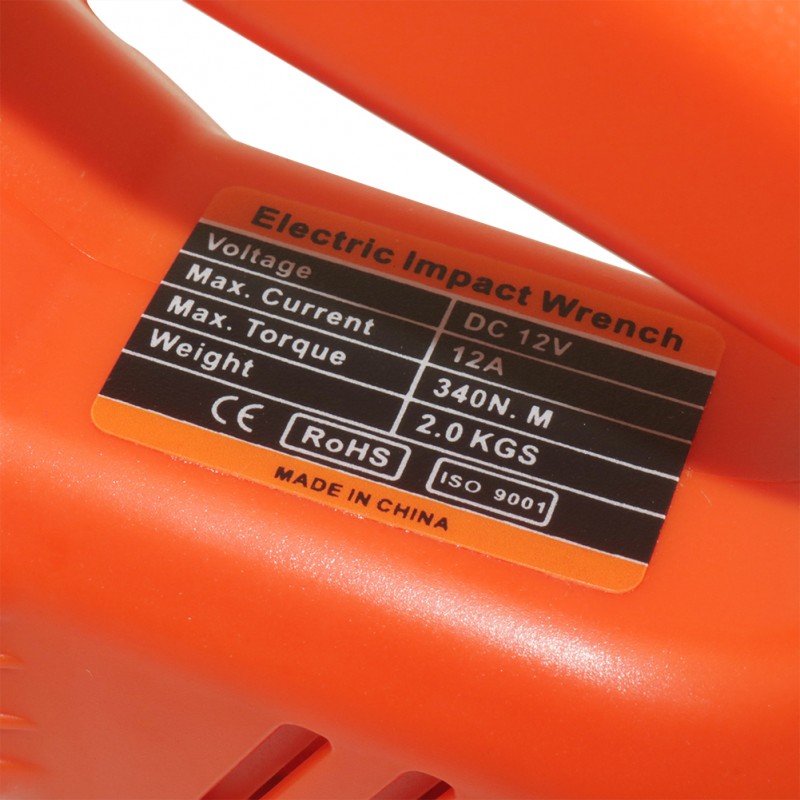 Electric Impact Wrench
Voltage DC 12V
Max. Current 12A
Max. Torque 340N. M
Weight 2.0 KGS
CE RoHS ISO 9001
MADE IN CHINA